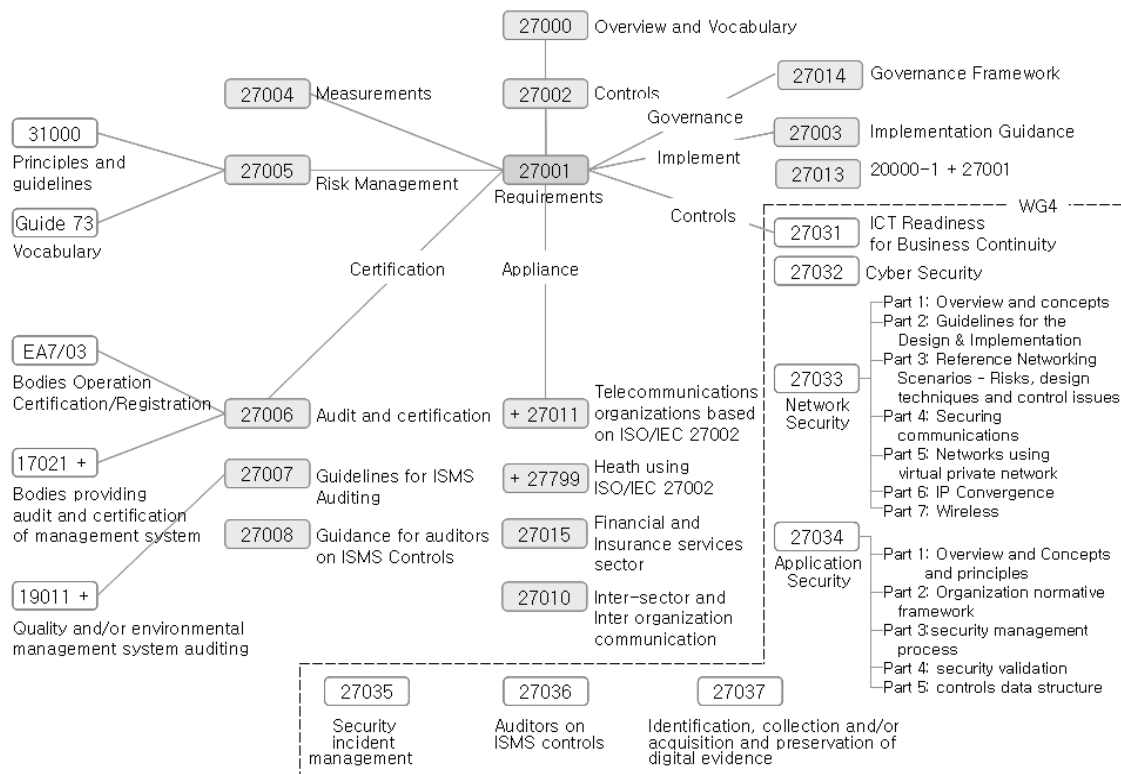 27000
Overview and Vocabulary
27004
Measurements
27002
Controls
27014
Governance Framework
Governance
31000
Principles and
guidelines
27003
Implementation Guidance
27005
Risk Management
27001
Requirements
Implement
27013
20000-1 + 27001
Guide 73
Vocabulary
Controls
WG4
27031
ICT Readiness
for Business Continuity
Certification
Appliance
27032
Cyber Security
27033
Network
Security
Part 1: Overview and concepts
Part 2: Guidelines for the
Design & Implementation
Part 3: Reference Networking
Scenarios - Risks, design
techniques and control issues
Part 4: Securing
communications
Part 5: Networks using
virtual private network
Part 6: IP Convergence
Part 7: Wireless
EA7/03
Bodies Operation
Certification/Registration
27006
Audit and certification
+ 27011
Telecommunications
organizations based
on ISO/IEC 27002
17021 +
Bodies providing
audit and certification
of management system
27007
Guidelines for ISMS
Auditing
+ 27799
Heath using
ISO/IEC 27002
27008
Guidance for auditors
on ISMS Controls
27015
Financial and
Insurance services
sector
27034
Application
Security
Part 1: Overview and Concepts
and principles
Part 2: Organization normative
framework
Part 3:security management
process
Part 4: security validation
Part 5: controls data structure
19011 +
Quality and/or environmental
management system auditing
27010
Inter-sector and
Inter organization
communication
27035
Security
incident
management
27036
Auditors on
ISMS controls
27037
Identification, collection and/or
acquisition and preservation of
digital evidence